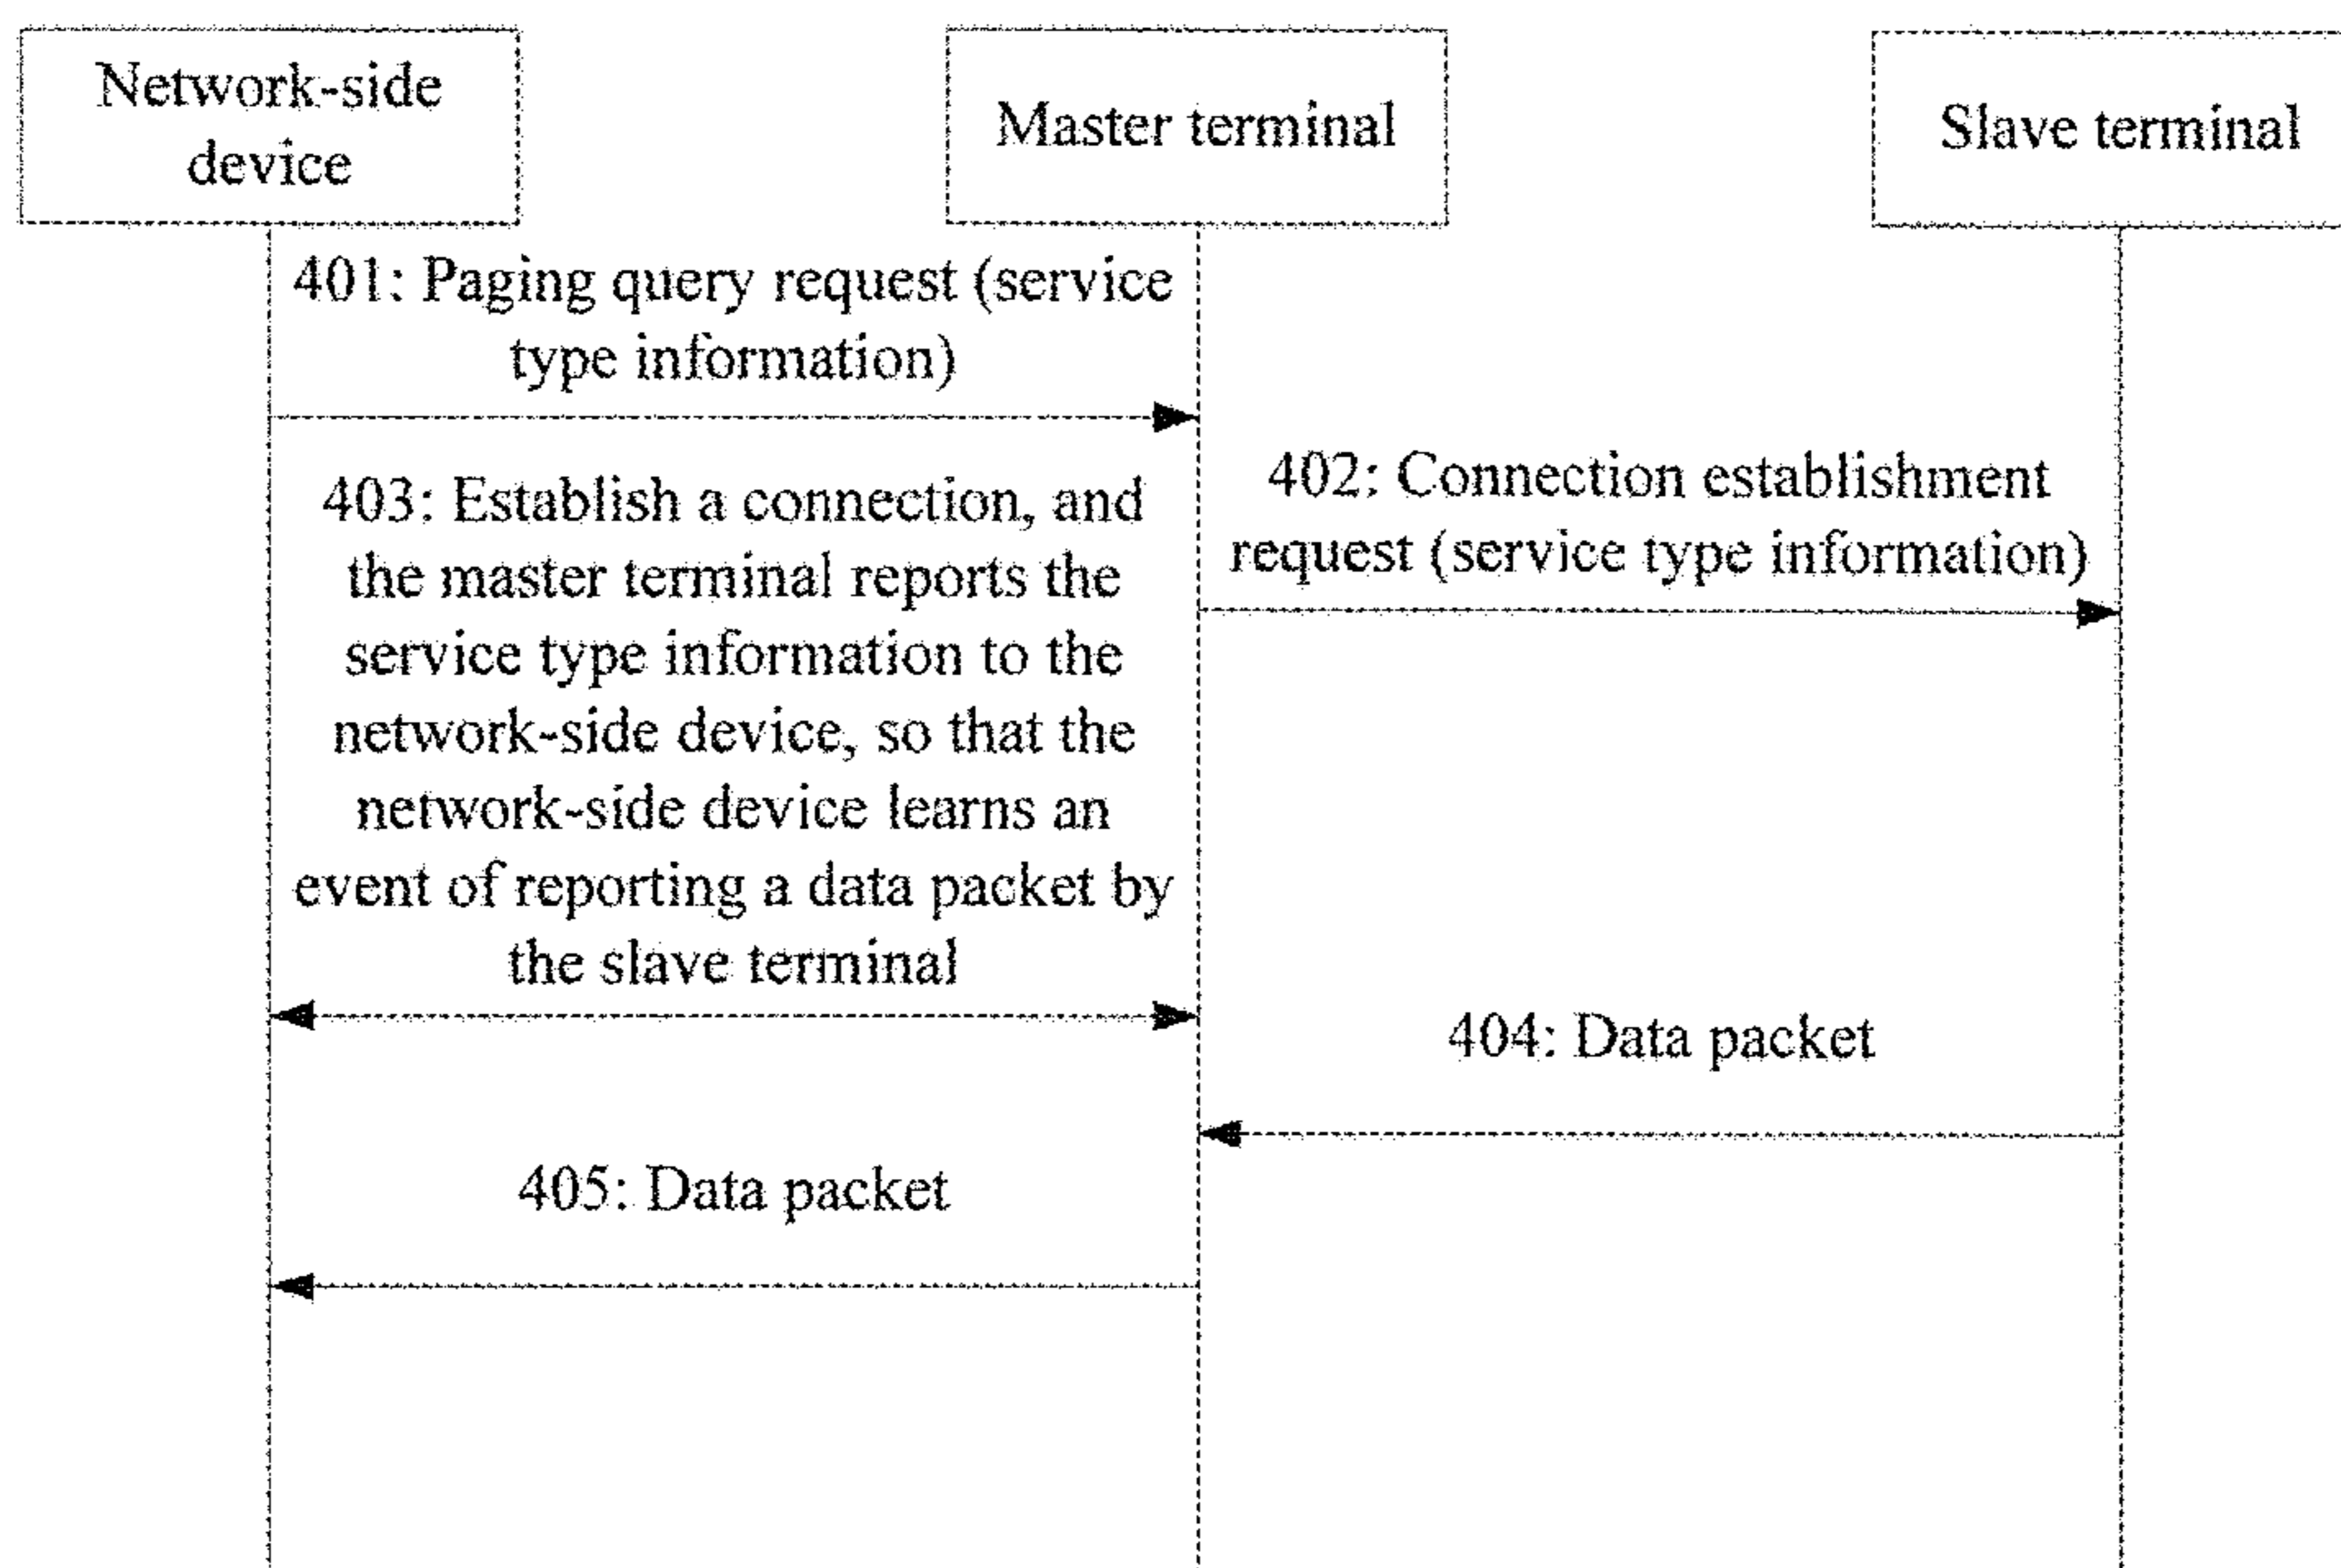 Network-side
device
Master terminal
Slave terminal
401: Paging query request (service
type information)
402: Connection establishment
request (service type information)
403: Establish a connection, and
the master terminal reports the
service type information to the
network-side device, so that the
network-side device learns an
event of reporting a data packet by
the slave terminal
404: Data packet
405: Data packet